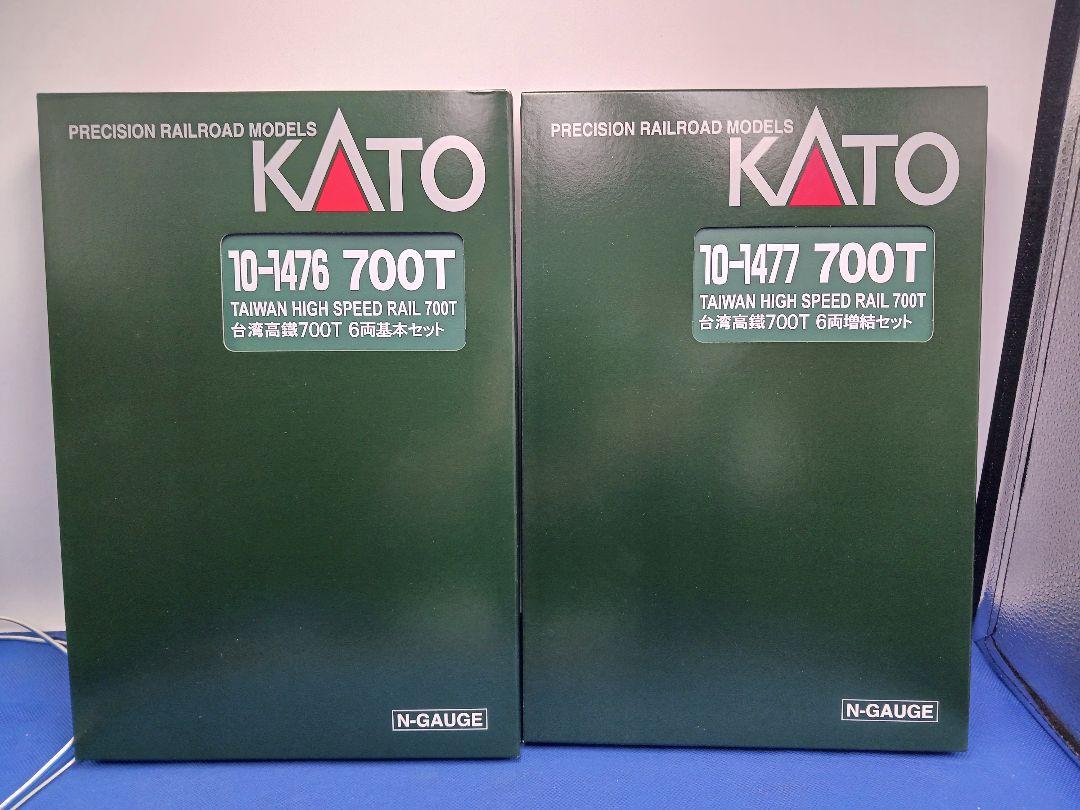 PRECISION RAILROAD MODELS
KATO
10-1476 700T
TAIWAN HIGH SPEED RAIL 700T
台湾高鐵700T 6両基本セット
N-GAUGE
PRECISION RAILROAD MODELS
KATO
10-1477 700T
TAIWAN HIGH SPEED RAIL 700T
台湾高鐵700T 6両増結セット
N-GAUGE